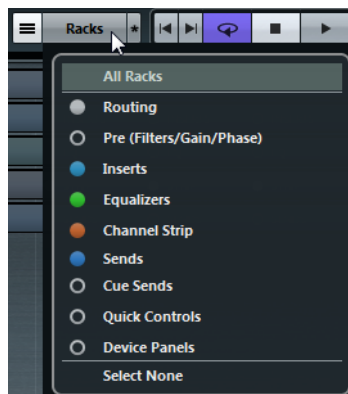 Racks *
All Racks
Routing
Pre (Filters/Gain/Phase)
Inserts
Equalizers
Channel Strip
Sends
Cue Sends
Quick Controls
Device Panels
Select None